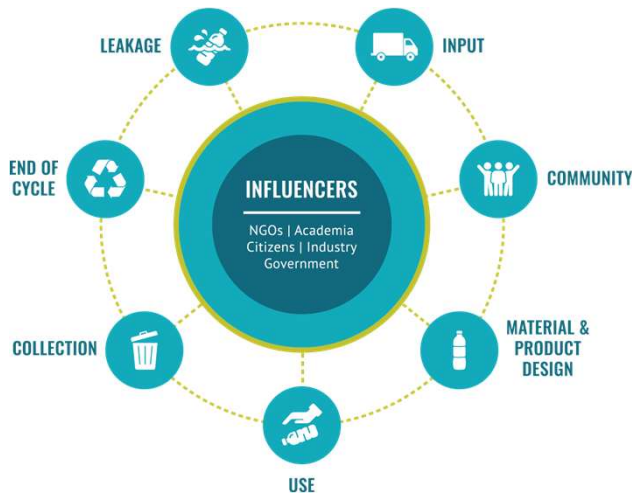 LEAKAGE
INPUT
END OF
CYCLE
COMMUNITY
INFLUENCERS
NGOs | Academia
Citizens | Industry
Government
COLLECTION
MATERIAL &
PRODUCT
DESIGN
USE